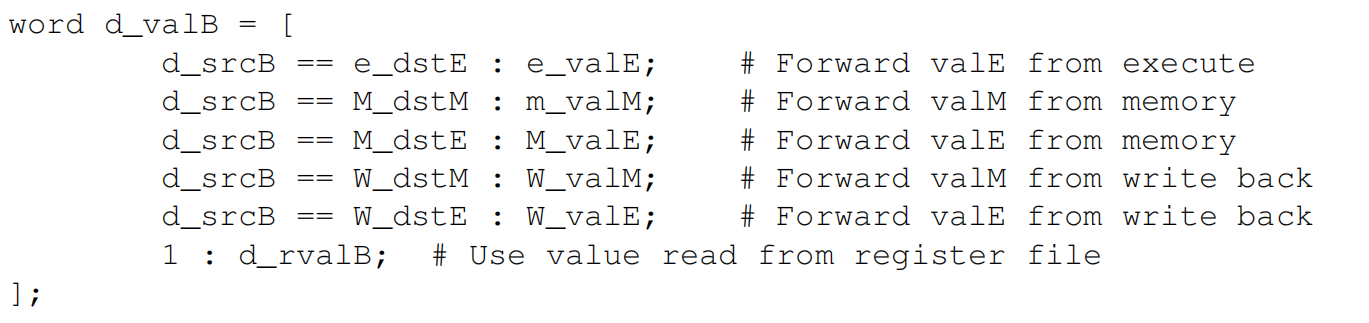 word d_valB = [
        d_srcB == e_dstE : e_valE;    # Forward valE from execute
        d_srcB == M_dstM : m_valM;    # Forward valM from memory
        d_srcB == M_dstE : M_valE;    # Forward valE from memory
        d_srcB == W_dstM : W_valM;    # Forward valM from write back
        d_srcB == W_dstE : W_valE;    # Forward valE from write back
        1 : d_rvalB;  # Use value read from register file
];